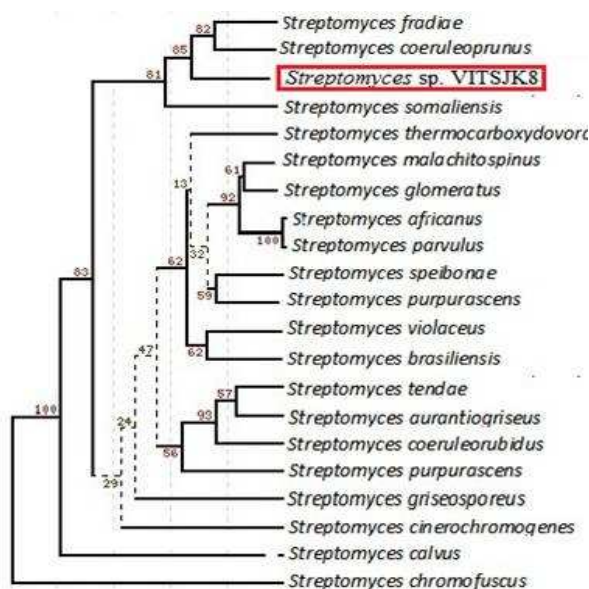 82 Streptomyces fradiae
85 Streptomyces coeruleoprunus
81 Streptomyces sp. VITSJK8
Streptomyces somaliensis
Streptomyces thermocarboxydovora
61 Streptomyces malachitospinus
13 92 Streptomyces glomeratus
Streptomyces africanus
100 Streptomyces parvulus
83 62 32 Streptomyces speibonae
59 Streptomyces purpurascens
Streptomyces violaceus
47 62 Streptomyces brasiliensis
57 Streptomyces tendae
100 93 Streptomyces aurantiogriseus
24 Streptomyces coeruleorubidus
29 56 Streptomyces purpurascens
Streptomyces griseosporeus
Streptomyces cinerochromogenes
Streptomyces calvus
Streptomyces chromofuscus